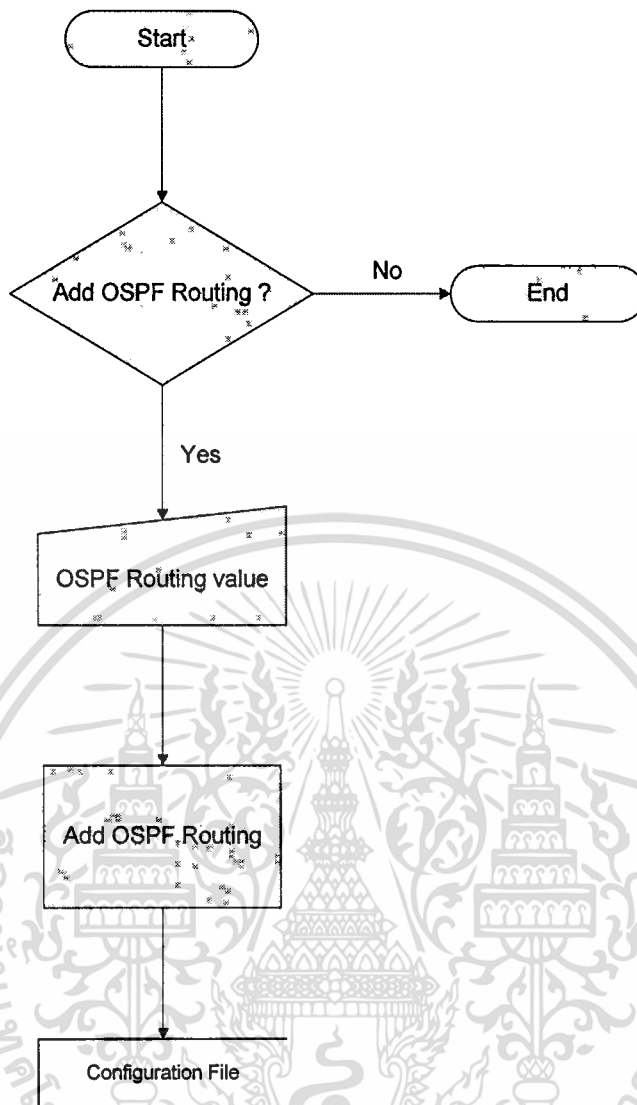 Start
Add OSPF Routing ?
No
End
Yes
OSPF Routing value
Add OSPF Routing
Configuration File